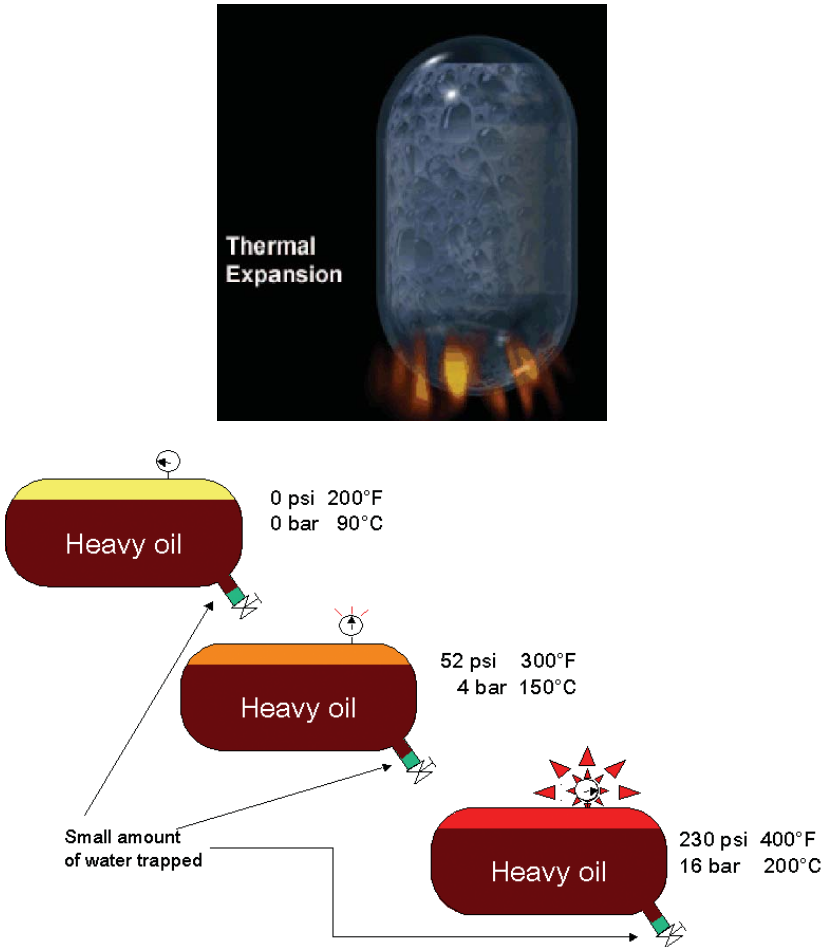 Thermal
Expansion
Heavy oil
0 psi 200°F
0 bar 90°C
Heavy oil
52 psi 300°F
4 bar 150°C
Heavy oil
230 psi 400°F
16 bar 200°C
Small amount
of water trapped